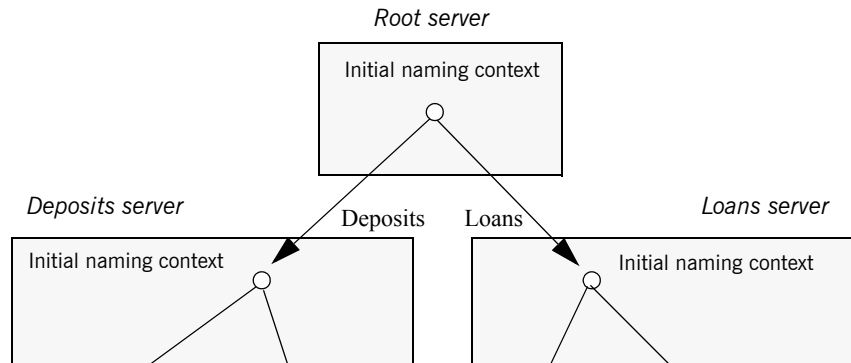 Root server
Initial naming context
Deposits server
Deposits
Loans
Loans server
Initial naming context
Initial naming context